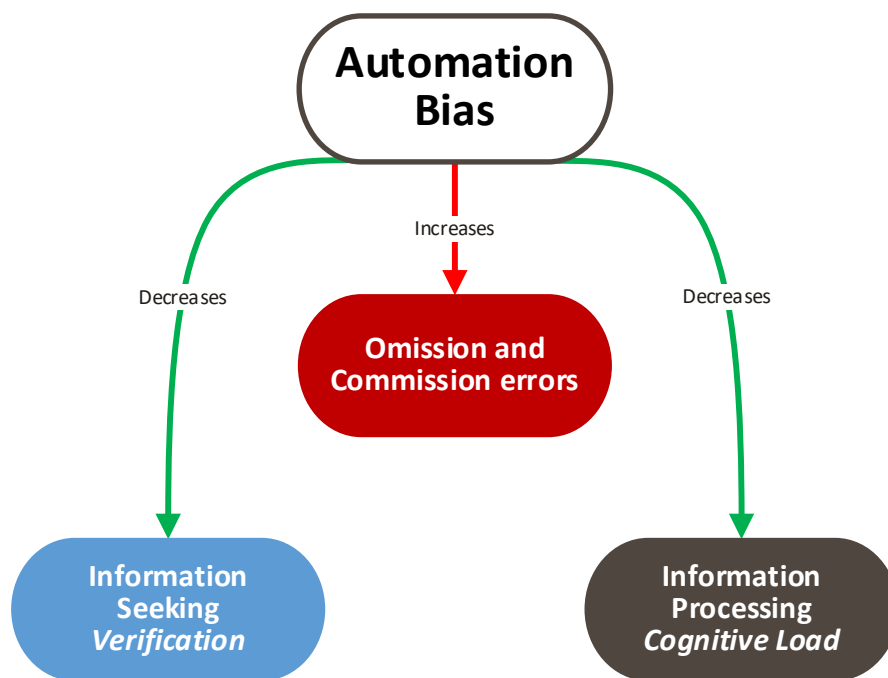 Automation
Bias
Increases
Decreases
Decreases
Omission and
Commission errors
Information
Seeking
Verification
Information
Processing
Cognitive Load